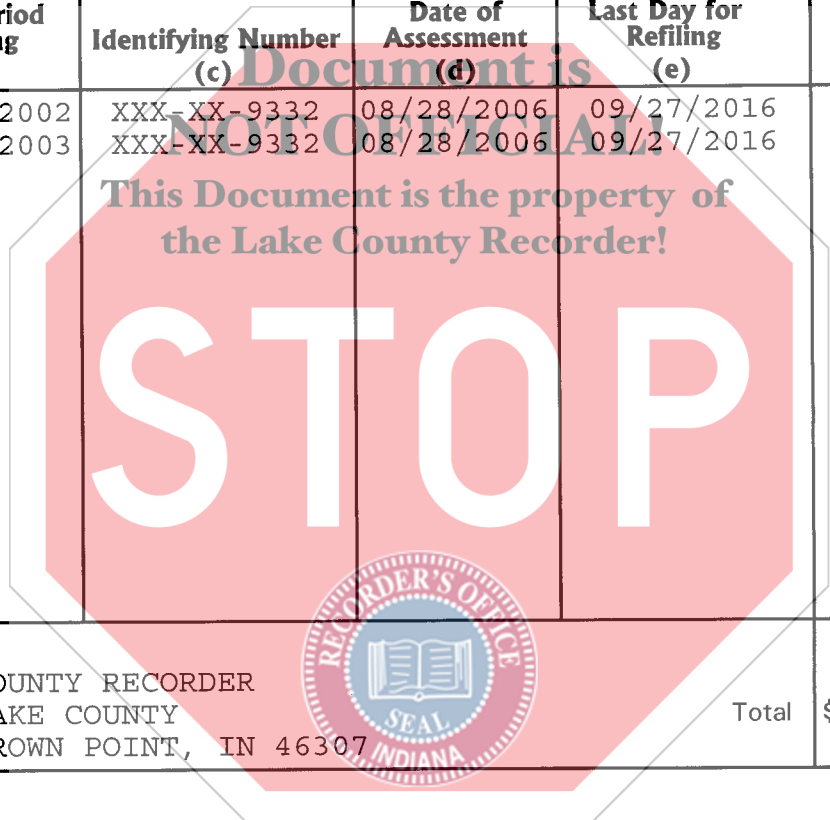 riod Date of Last Day for
g Identifying Number Assessment Refiling
(c) (d) (e)
Document is
2002 XXX-XX-9332 08/28/2006 09/27/2016
NOT OFFICIAL!
2003 XXX-XX-9332 08/28/2006 09/27/2016
This Document is the property of
the Lake County Recorder!
STOP
RECORDER'S OFFICE
SEAL
INDIANA
OUNTY RECORDER
AKE COUNTY Total $
ROWN POINT, IN 46307